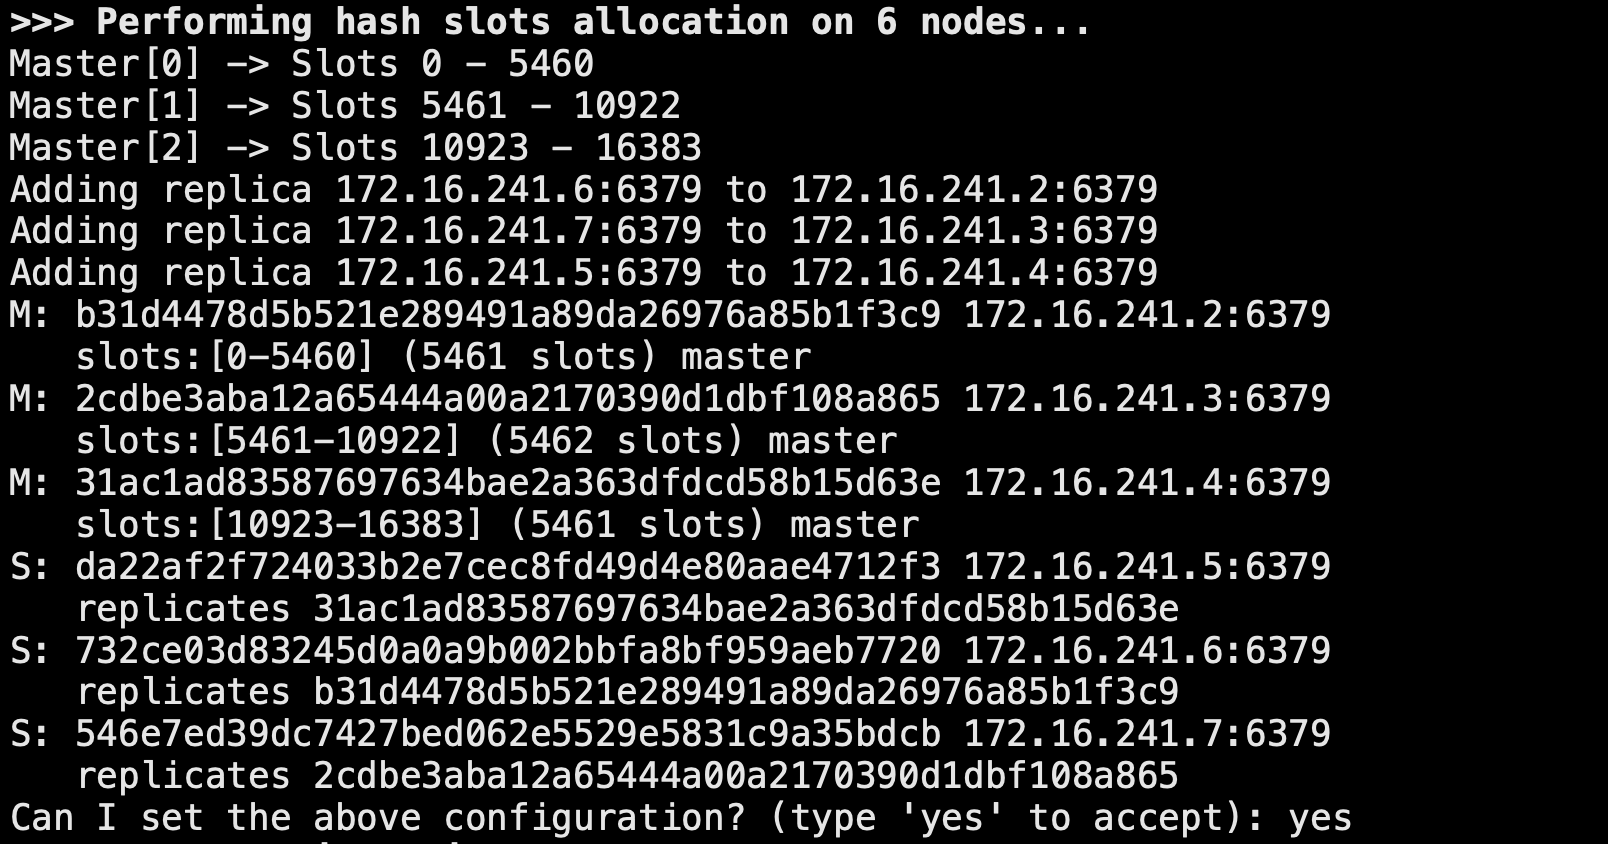 >>> Performing hash slots allocation on 6 nodes...
Master[0] -> Slots 0 - 5460
Master[1] -> Slots 5461 - 10922
Master[2] -> Slots 10923 - 16383
Adding replica 172.16.241.6:6379 to 172.16.241.2:6379
Adding replica 172.16.241.7:6379 to 172.16.241.3:6379
Adding replica 172.16.241.5:6379 to 172.16.241.4:6379
M: b31d4478d5b521e289491a89da26976a85b1f3c9 172.16.241.2:6379
   slots:[0-5460] (5461 slots) master
M: 2cdbe3aba12a65444a00a2170390d1dbf108a865 172.16.241.3:6379
   slots:[5461-10922] (5462 slots) master
M: 31ac1ad83587697634bae2a363dfdcd58b15d63e 172.16.241.4:6379
   slots:[10923-16383] (5461 slots) master
S: da22af2f724033b2e7cec8fd49d4e80aae4712f3 172.16.241.5:6379
   replicates 31ac1ad83587697634bae2a363dfdcd58b15d63e
S: 732ce03d83245d0a0a9b002bbfa8bf959aeb7720 172.16.241.6:6379
   replicates b31d4478d5b521e289491a89da26976a85b1f3c9
S: 546e7ed39dc7427bed062e5529e5831c9a35bdcb 172.16.241.7:6379
   replicates 2cdbe3aba12a65444a00a2170390d1dbf108a865
Can I set the above configuration? (type 'yes' to accept): yes